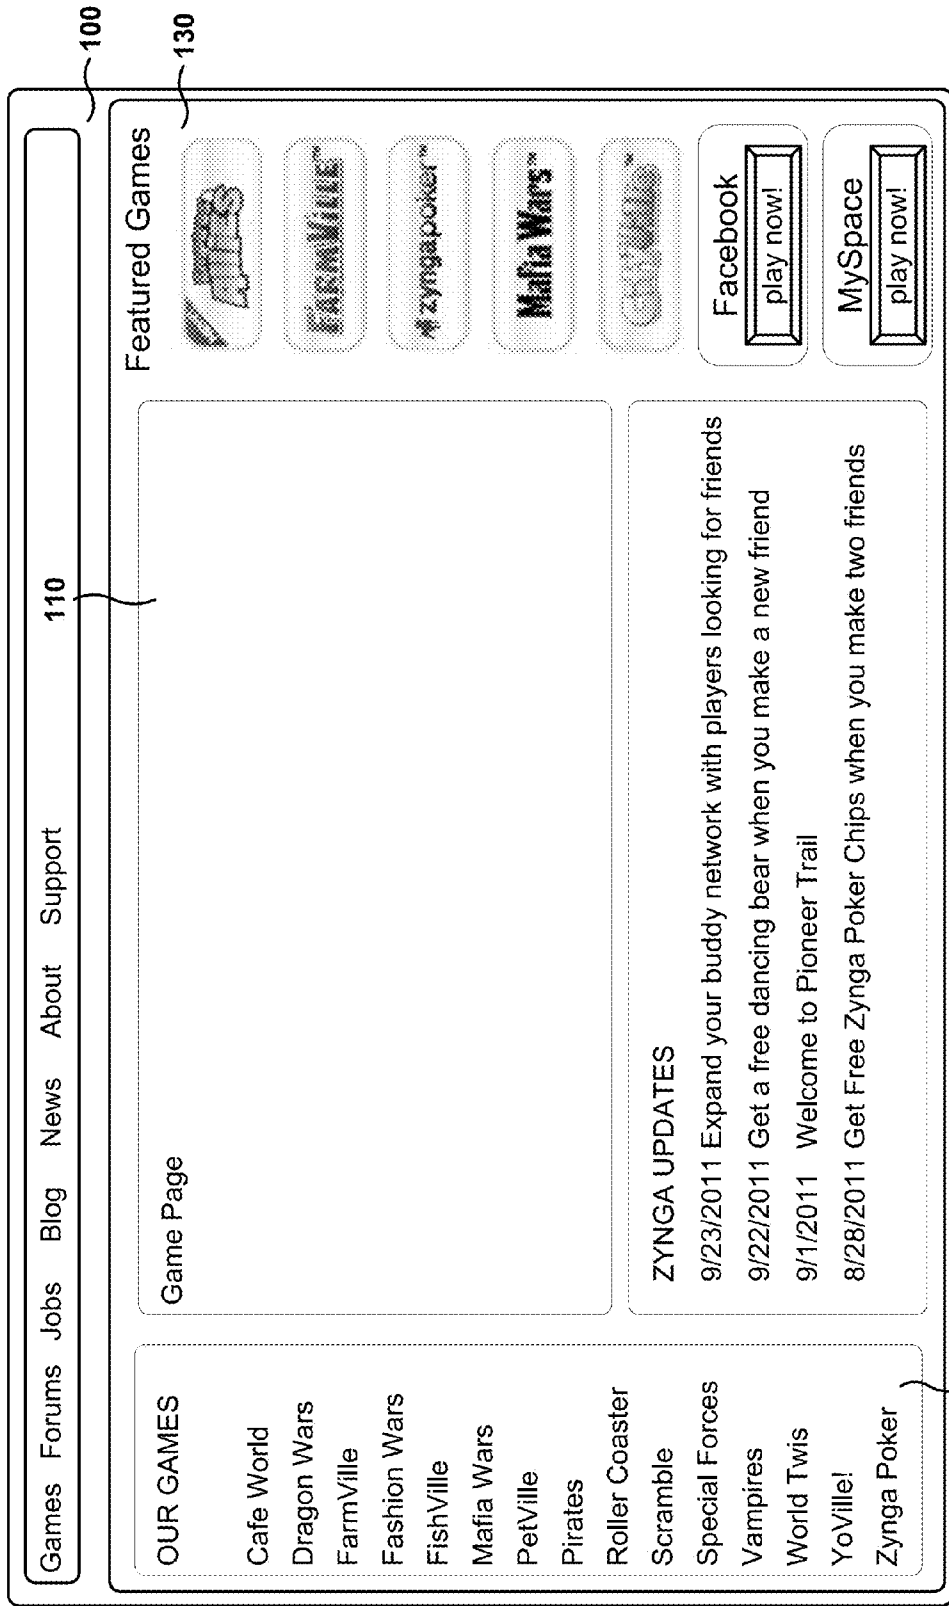 100
Games Forums Jobs Blog News About Support
110
130
OUR GAMES
Cafe World
Dragon Wars
FarmVille
Fashion Wars
FishVille
Mafia Wars
PetVille
Pirates
Roller Coaster
Scramble
Special Forces
Vampires
World Twis
YoVille!
Zynga Poker
Game Page
ZYNGA UPDATES
9/23/2011 Expand your buddy network with players looking for friends
9/22/2011 Get a free dancing bear when you make a new friend
9/1/2011 Welcome to Pioneer Trail
8/28/2011 Get Free Zynga Poker Chips when you make two friends
Featured Games
FARMVILLE™
zyngapoker™
Mafia Wars™
Facebook
play now!
MySpace
play now!